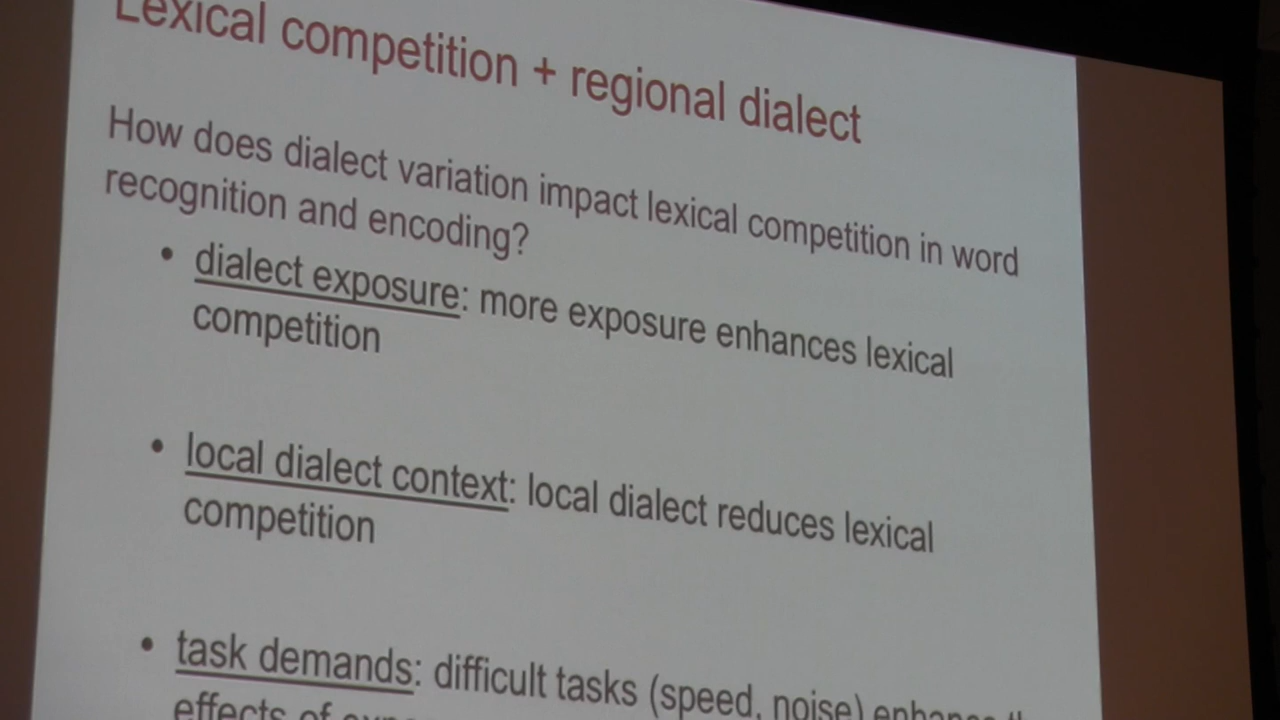 Lexical competition + regional dialect
How does dialect variation impact lexical competition in word
recognition and encoding?
• dialect exposure: more exposure enhances lexical
competition
• local dialect context: local dialect reduces lexical
competition
• task demands: difficult tasks (speed, noise) enhance
effects of